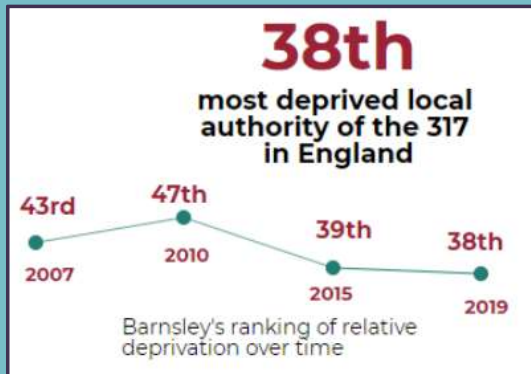 38th
most deprived local
authority of the 317
in England
43rd
47th
39th
38th
2007
2010
2015
2019
Barnsley's ranking of relative
deprivation over time